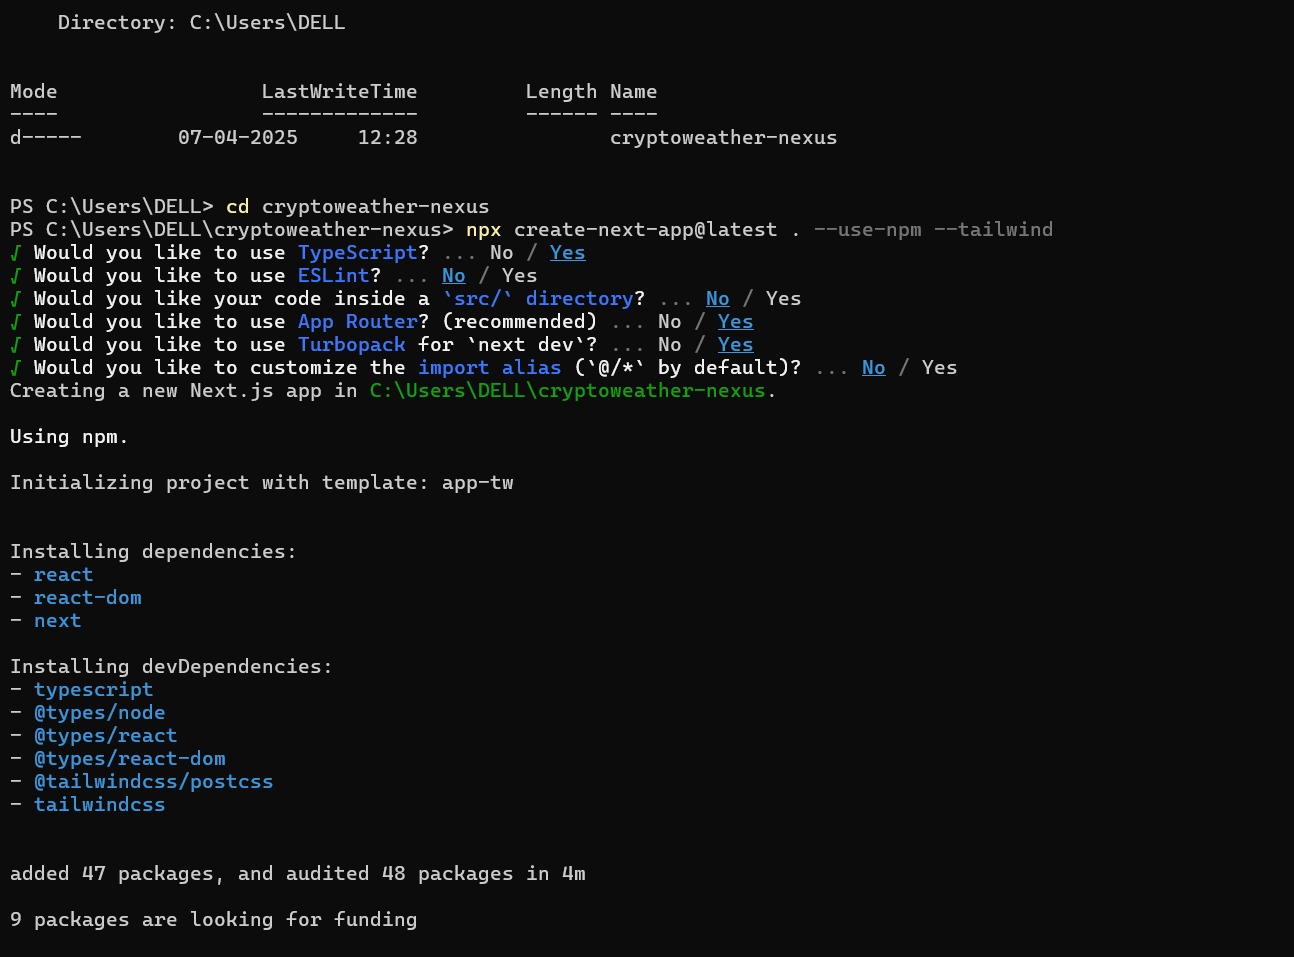 Directory: C:\Users\DELL
Mode                 LastWriteTime         Length Name
----                 -------------         ------ ----
d-----        07-04-2025     12:28                cryptoweather-nexus
PS C:\Users\DELL> cd cryptoweather-nexus
PS C:\Users\DELL\cryptoweather-nexus> npx create-next-app@latest . --use-npm --tailwind
√ Would you like to use TypeScript? ... No / Yes
√ Would you like to use ESLint? ... No / Yes
√ Would you like your code inside a `src/` directory? ... No / Yes
√ Would you like to use App Router? (recommended) ... No / Yes
√ Would you like to use Turbopack for `next dev`? ... No / Yes
√ Would you like to customize the import alias (`@/*` by default)? ... No / Yes
Creating a new Next.js app in C:\Users\DELL\cryptoweather-nexus.
Using npm.
Initializing project with template: app-tw
Installing dependencies:
- react
- react-dom
- next
Installing devDependencies:
- typescript
- @types/node
- @types/react
- @types/react-dom
- @tailwindcss/postcss
- tailwindcss
added 47 packages, and audited 48 packages in 4m
9 packages are looking for funding